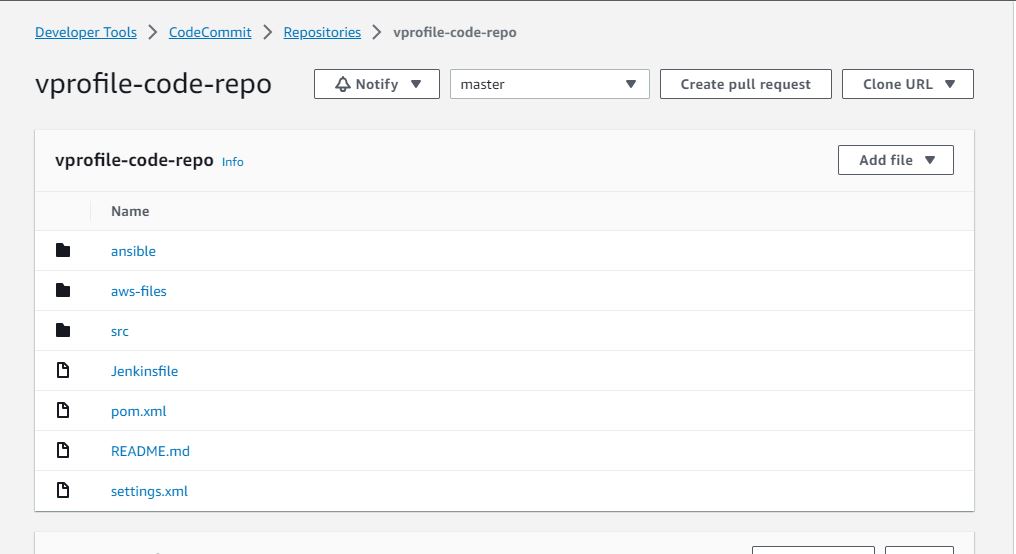 Developer Tools > CodeCommit > Repositories > vprofile-code-repo
vprofile-code-repo Notify master Create pull request Clone URL
vprofile-code-repo Info Add file
Name
ansible
aws-files
src
Jenkinsfile
pom.xml
README.md
settings.xml